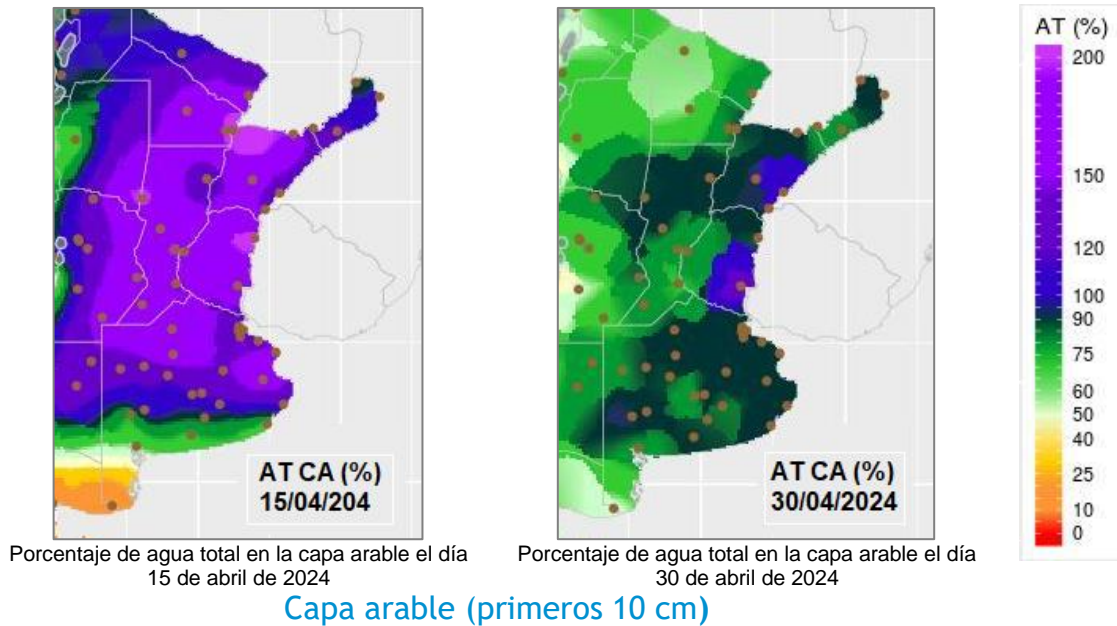 AT CA (%)
15/04/204
AT CA (%)
30/04/2024
AT (%)
200
150
120
100
90
75
60
50
40
25
10
0
Porcentaje de agua total en la capa arable el día
15 de abril de 2024
Porcentaje de agua total en la capa arable el día
30 de abril de 2024
Capa arable (primeros 10 cm)